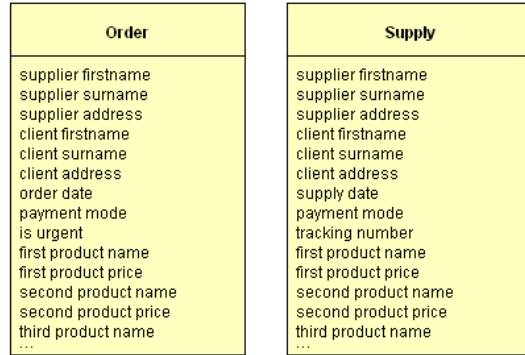 Order
supplier firstname
supplier surname
supplier address
client firstname
client surname
client address
order date
payment mode
is urgent
first product name
first product price
second product name
second product price
third product name
...
Supply
supplier firstname
supplier surname
supplier address
client firstname
client surname
client address
supply date
payment mode
tracking number
first product name
first product price
second product name
second product price
third product name
...